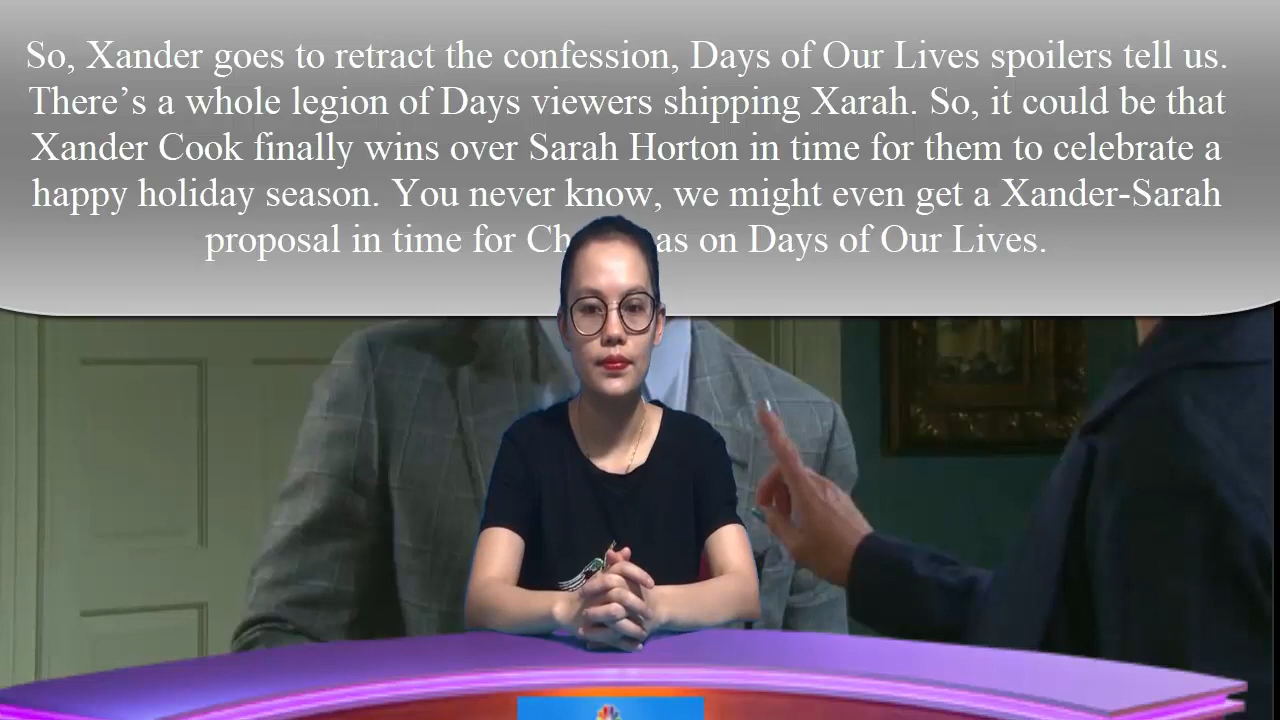 So, Xander goes to retract the confession, Days of Our Lives spoilers tell us.
There’s a whole legion of Days viewers shipping Xarah. So, it could be that
Xander Cook finally wins over Sarah Horton in time for them to celebrate a
happy holiday season. You never know, we might even get a Xander-Sarah
proposal in time for Ch as on Days of Our Lives.